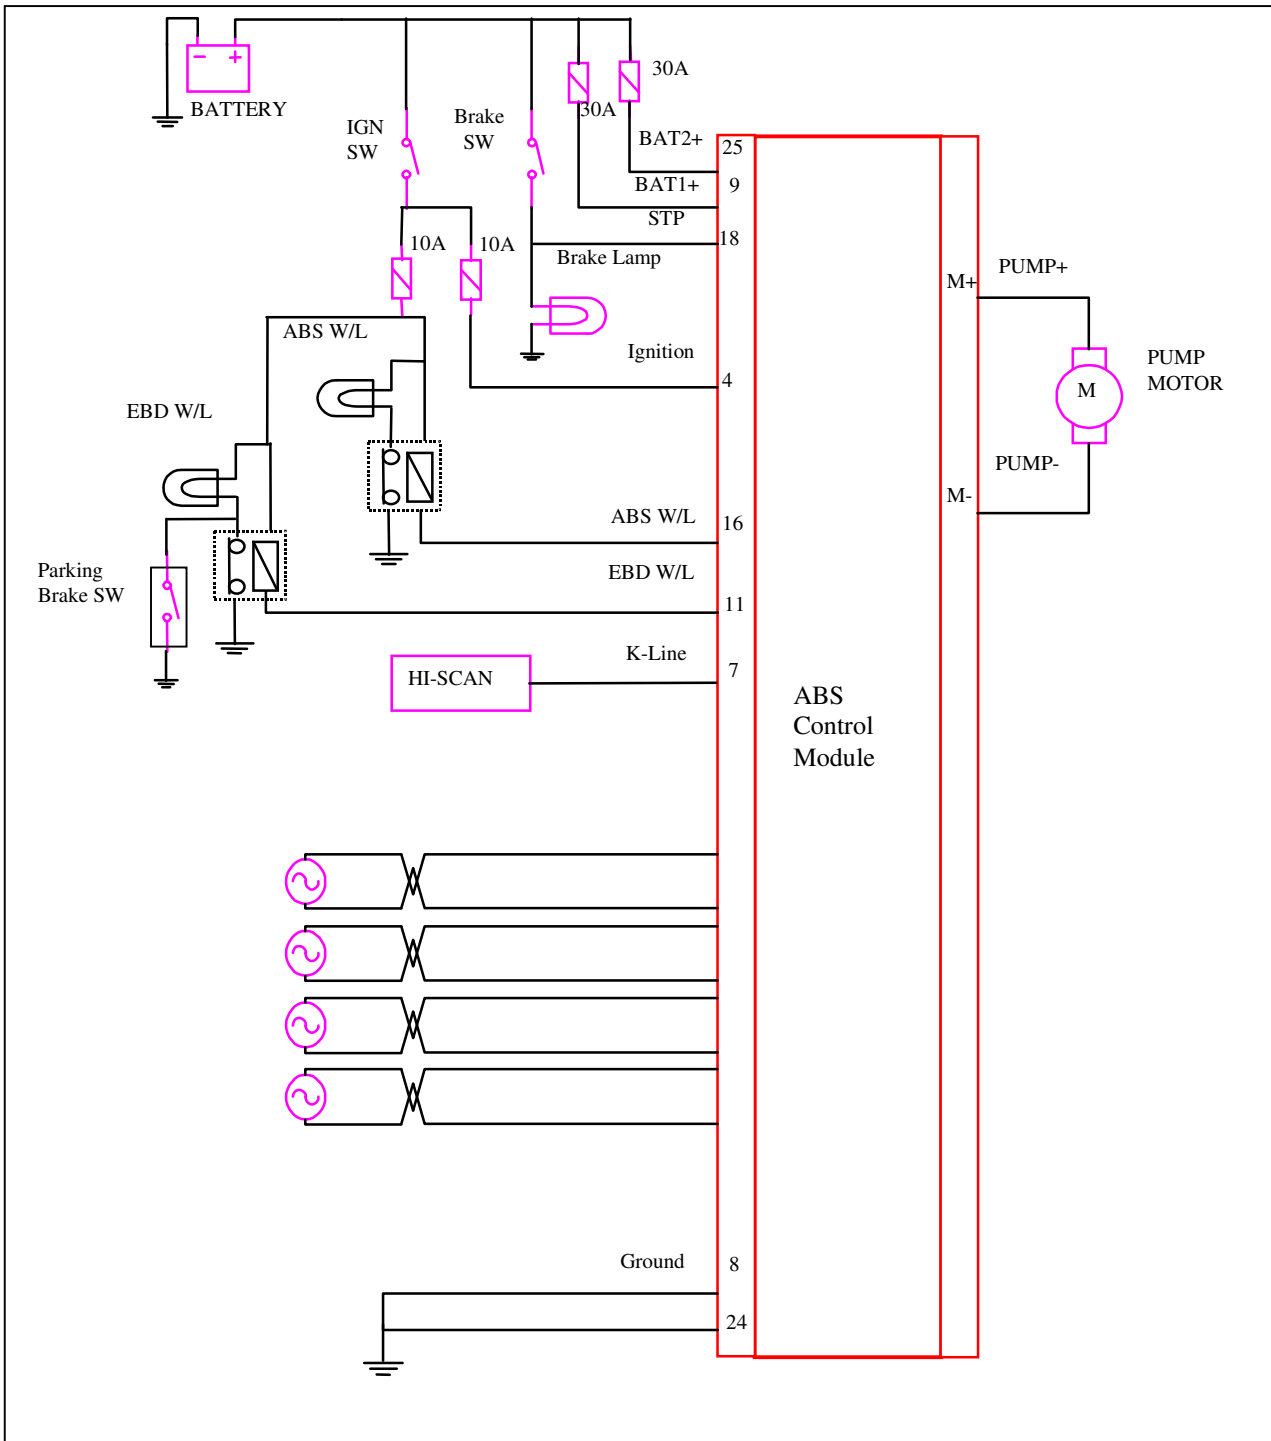 30A
− +
BATTERY
30A
IGN
SW
Brake
SW
BAT2+
25
BAT1+
9
STP
18
10A
10A
Brake Lamp
M+
PUMP+
ABS W/L
Ignition
4
PUMP
MOTOR
M
EBD W/L
PUMP-
M-
ABS W/L
16
Parking
Brake SW
EBD W/L
11
K-Line
7
HI-SCAN
ABS
Control
Module
Ground
8
24